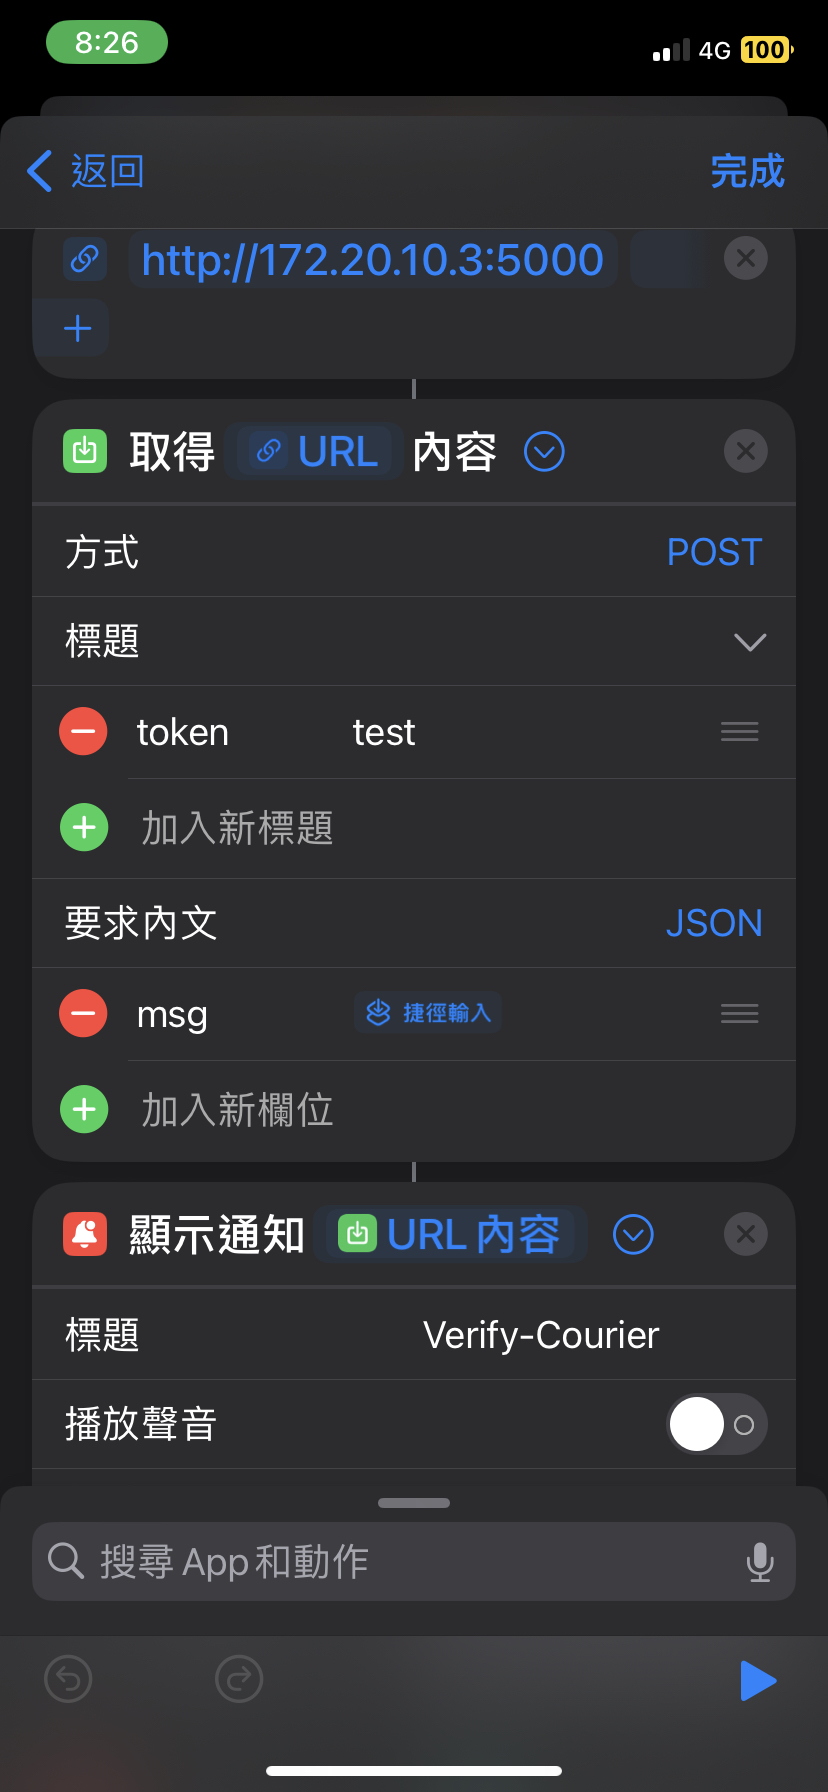 8:26
4G 100
返回
完成
http://172.20.10.3:5000
取得 URL 內容
方式 POST
標題
token test
加入新標題
要求內文 JSON
msg 捷徑輸入
加入新欄位
顯示通知 URL 內容
標題 Verify-Courier
播放聲音
搜尋 App 和動作